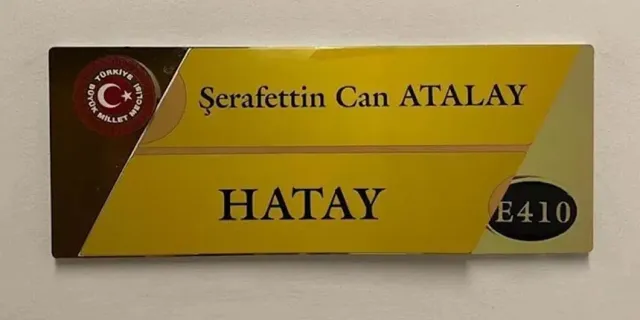 TÜRKİYE
BÜYÜK MİLLET MECLİSİ
Şerafettin Can ATALAY
HATAY
E410